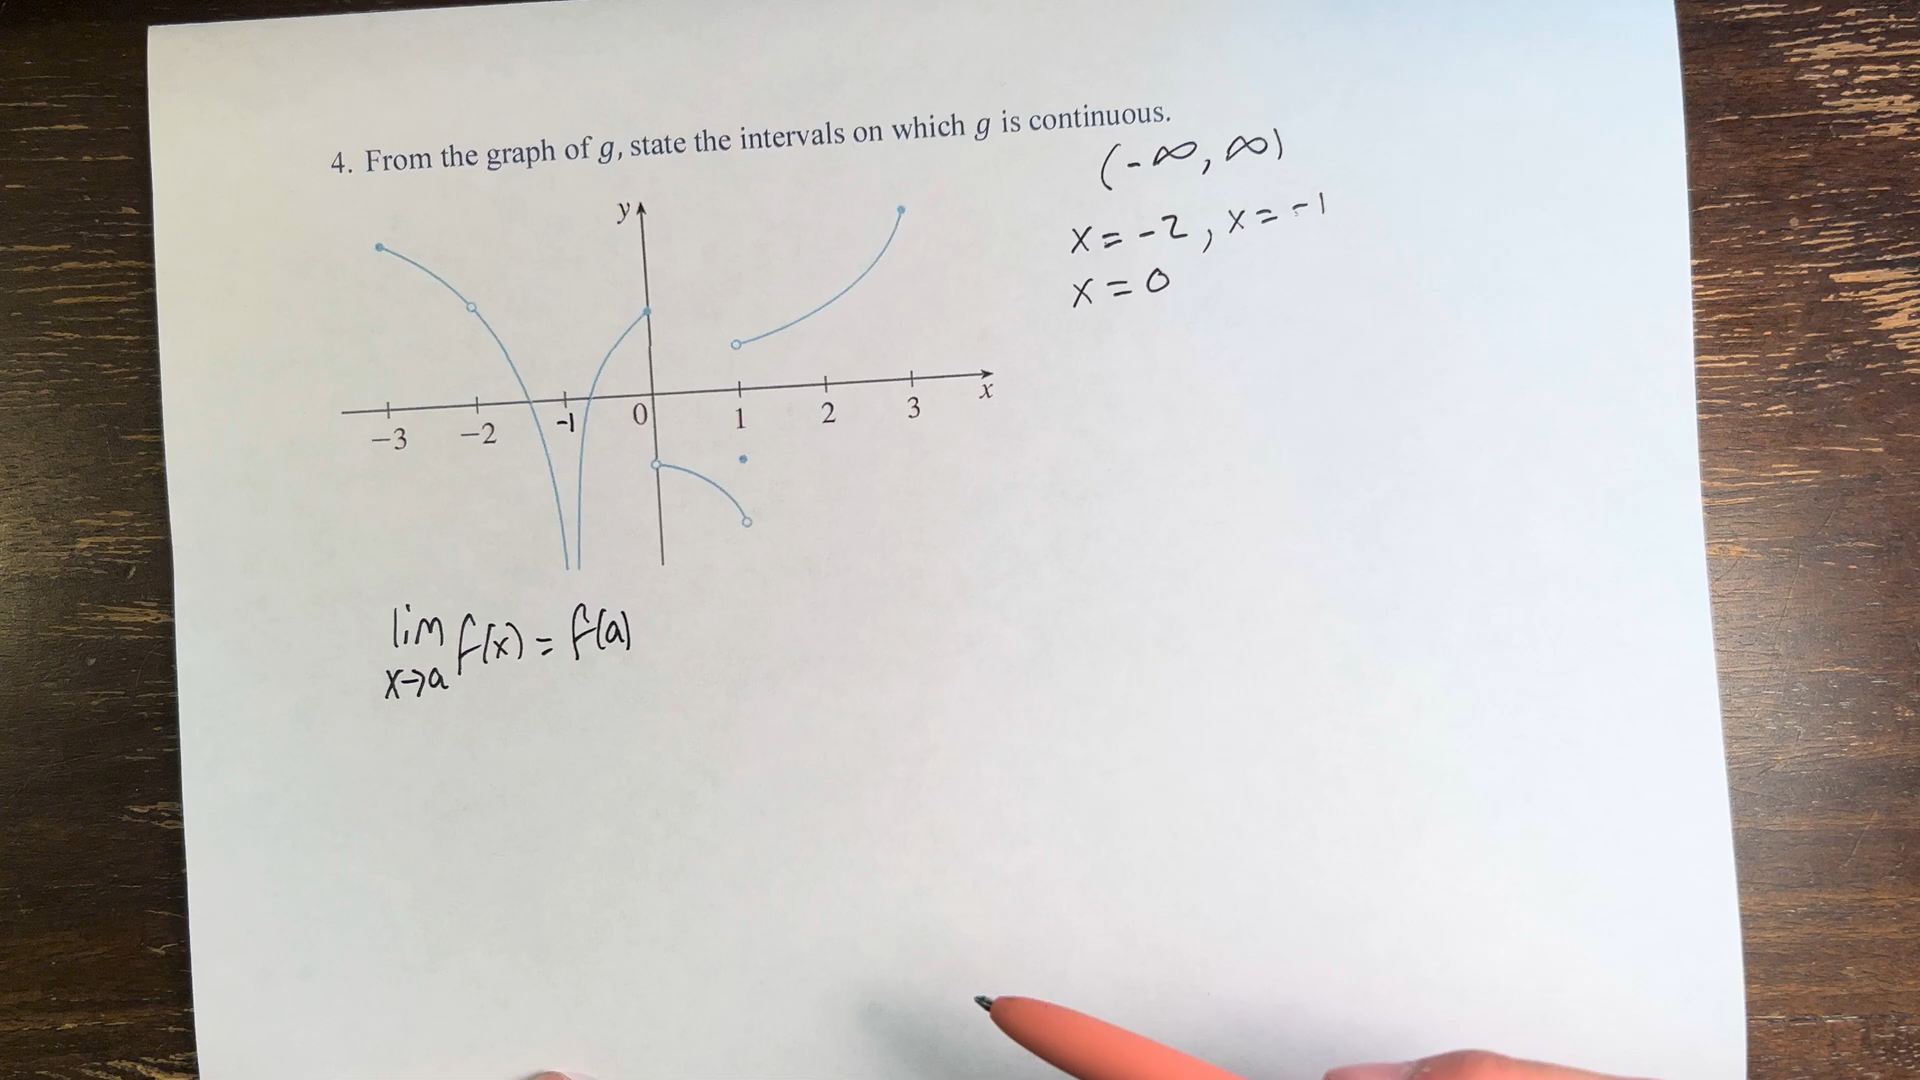 4. From the graph of g, state the intervals on which g is continuous.
(-∞, ∞)
x = -2, x = -1
x = 0
y
x
−3 −2 -1 0 1 2 3
lim f(x) = f(a)
x→a